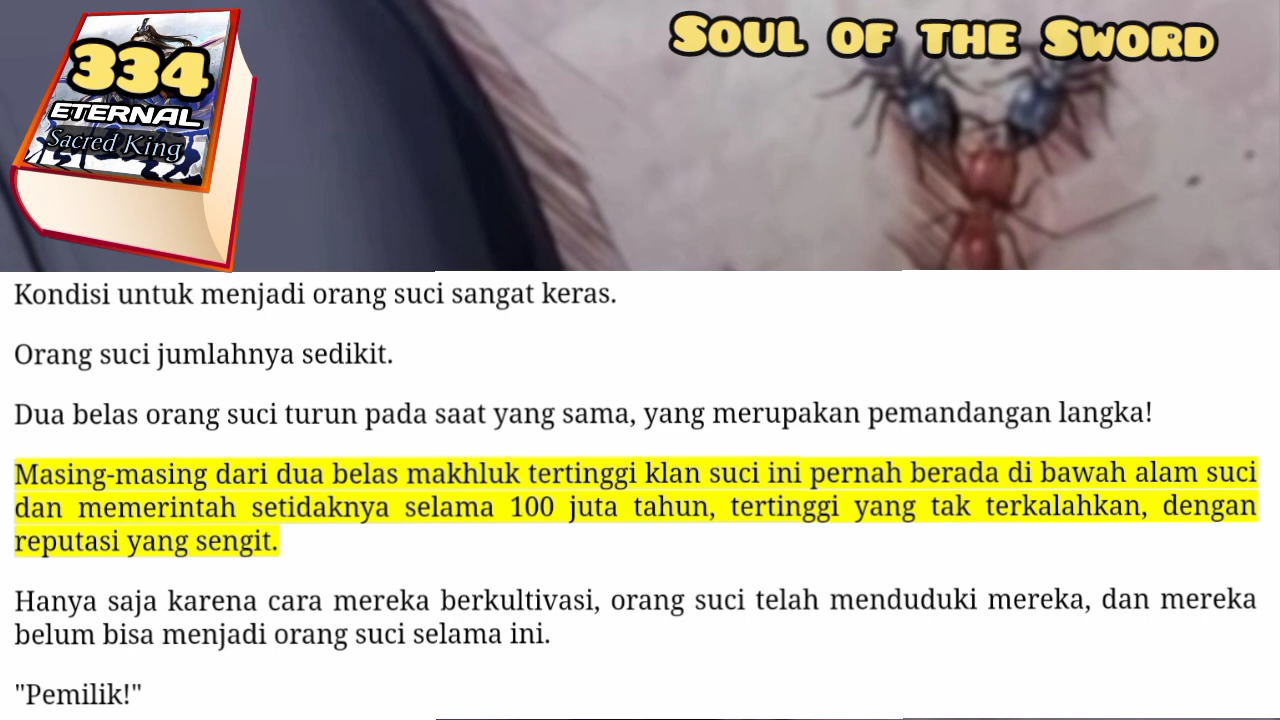 SOUL OF THE SWORD
334
ETERNAL
Sacred King
Kondisi untuk menjadi orang suci sangat keras.
Orang suci jumlahnya sedikit.
Dua belas orang suci turun pada saat yang sama, yang merupakan pemandangan langka!
Masing-masing dari dua belas makhluk tertinggi klan suci ini pernah berada di bawah alam suci
dan memerintah setidaknya selama 100 juta tahun, tertinggi yang tak terkalahkan, dengan
reputasi yang sengit.
Hanya saja karena cara mereka berkultivasi, orang suci telah menduduki mereka, dan mereka
belum bisa menjadi orang suci selama ini.
"Pemilik!"